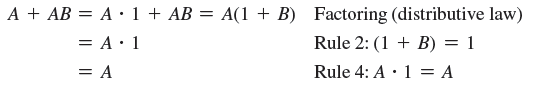 A + AB = A · 1 + AB = A(1 + B) Factoring (distributive law)
= A · 1 Rule 2: (1 + B) = 1
= A Rule 4: A · 1 = A